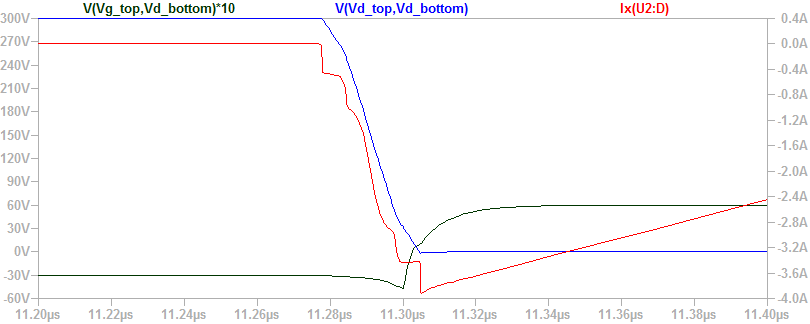 V(Vg_top,Vd_bottom)*10 V(Vd_top,Vd_bottom) Ix(U2:D)
300V 0.4A
270V 0.0A
240V -0.4A
210V -0.8A
180V -1.2A
150V -1.6A
120V -2.0A
90V -2.4A
60V -2.8A
30V -3.2A
0V -3.6A
-30V -4.0A
-60V
11.20µs 11.22µs 11.24µs 11.26µs 11.28µs 11.30µs 11.32µs 11.34µs 11.36µs 11.38µs 11.40µs